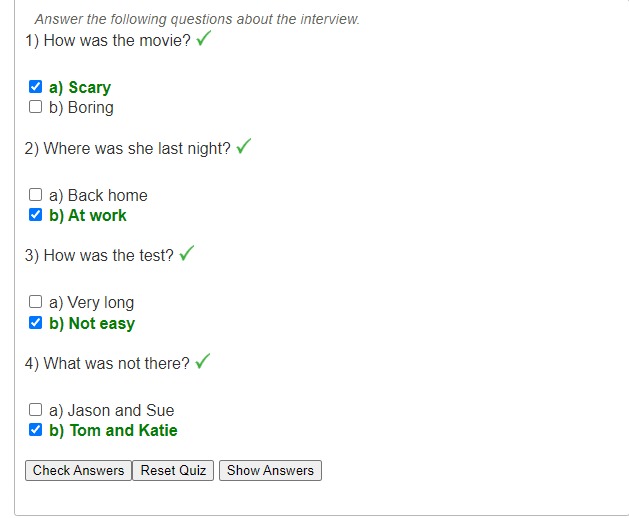 Answer the following questions about the interview.
1) How was the movie?
a) Scary
b) Boring
2) Where was she last night?
a) Back home
b) At work
3) How was the test?
a) Very long
b) Not easy
4) What was not there?
a) Jason and Sue
b) Tom and Katie
Check Answers Reset Quiz Show Answers